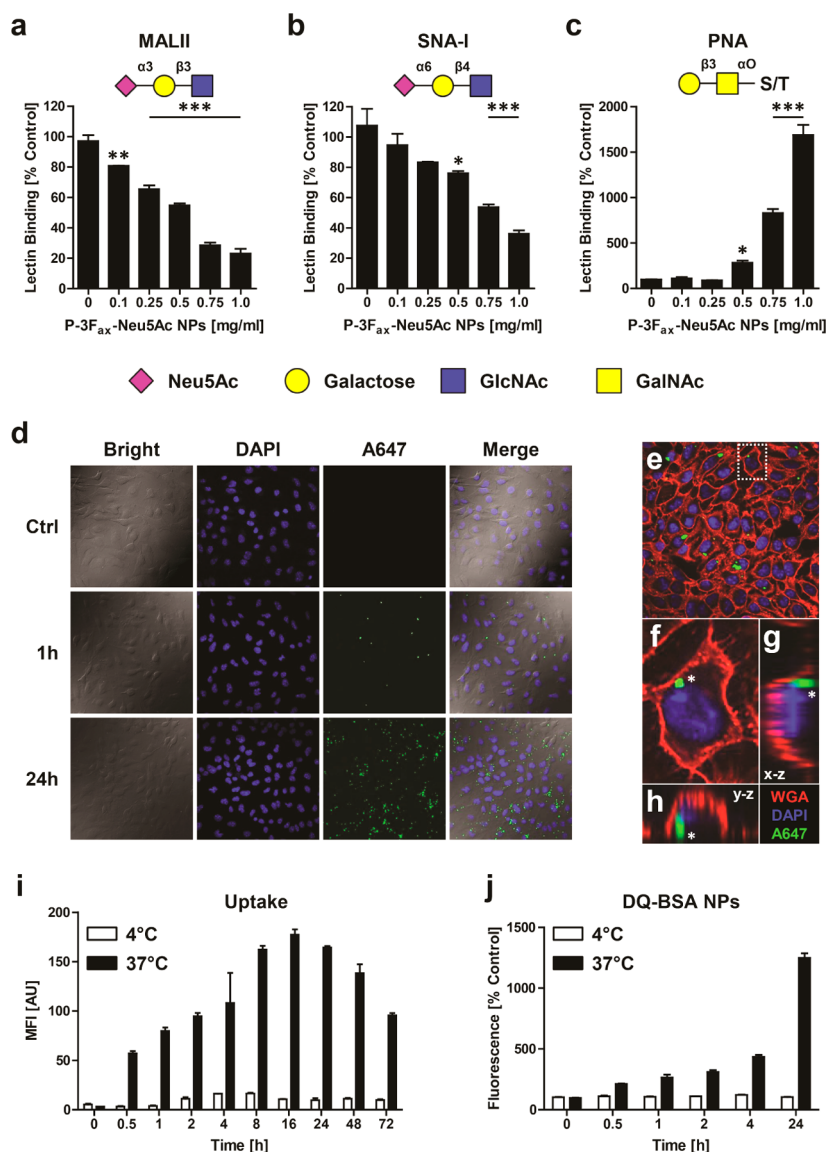 a
MALII
α3 β3
***
**
Lectin Binding [% Control]
120
100
80
60
40
20
0
0 0.1 0.25 0.5 0.75 1.0
P-3Fax-Neu5Ac NPs [mg/ml]
b
SNA-I
α6 β4
***
*
Lectin Binding [% Control]
120
100
80
60
40
20
0
0 0.1 0.25 0.5 0.75 1.0
P-3Fax-Neu5Ac NPs [mg/ml]
c
PNA
β3 αO
S/T
***
*
Lectin Binding [% Control]
2000
1500
1000
500
0
0 0.1 0.25 0.5 0.75 1.0
P-3Fax-Neu5Ac NPs [mg/ml]
Neu5Ac Galactose GlcNAc GalNAc
d
Bright DAPI A647 Merge
Ctrl
1h
24h
e
f
*
g
*
x-z
h
y-z
*
WGA
DAPI
A647
i
Uptake
4°C
37°C
MFI [AU]
200
150
100
50
0
0 0.5 1 2 4 8 16 24 48 72
Time [h]
j
DQ-BSA NPs
4°C
37°C
Fluorescence [% Control]
1500
1000
500
0
0 0.5 1 2 4 24
Time [h]